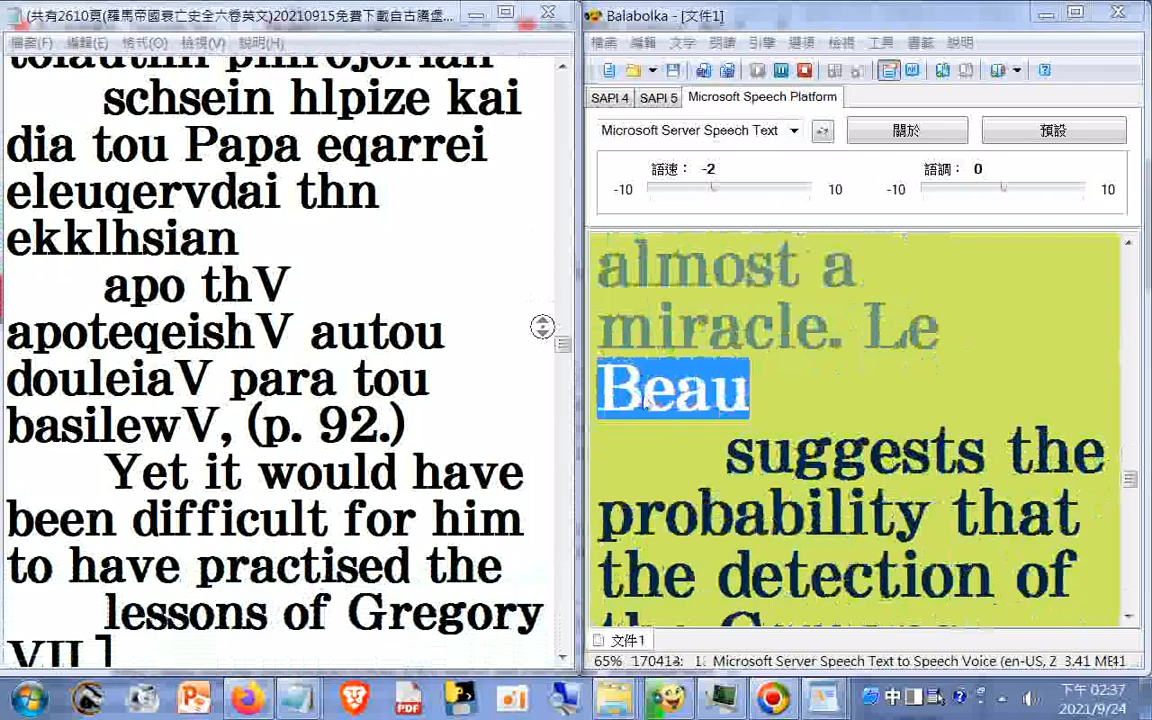 (共有2610頁(羅馬帝國衰亡史全六卷英文)20210915免費下載自古騰堡...
檔案(F) 編輯(E) 格式(O) 檢視(V) 說明(H)
schsein hlpize kai
dia tou Papa eqarrei
eleuqervdai thn
ekklhsian
apo thV
apoteqeishV autou
douleiaV para tou
basilewV, (p. 92.)
Yet it would have
been difficult for him
to have practised the
lessons of Gregory
VII.]
Balabolka - [文件1]
檔案 編輯 文字 朗讀 引擎 選項 檢視 工具 書籤 說明
SAPI 4 SAPI 5 Microsoft Speech Platform
Microsoft Server Speech Text 關於 預設
語速： -2 語調： 0
-10 10 -10 10
almost a
miracle. Le
Beau
suggests the
probability that
the detection of
文件1
65% Microsoft Server Speech Text to Speech Voice (en-US, Z
中
下午 02:37
2021/9/24